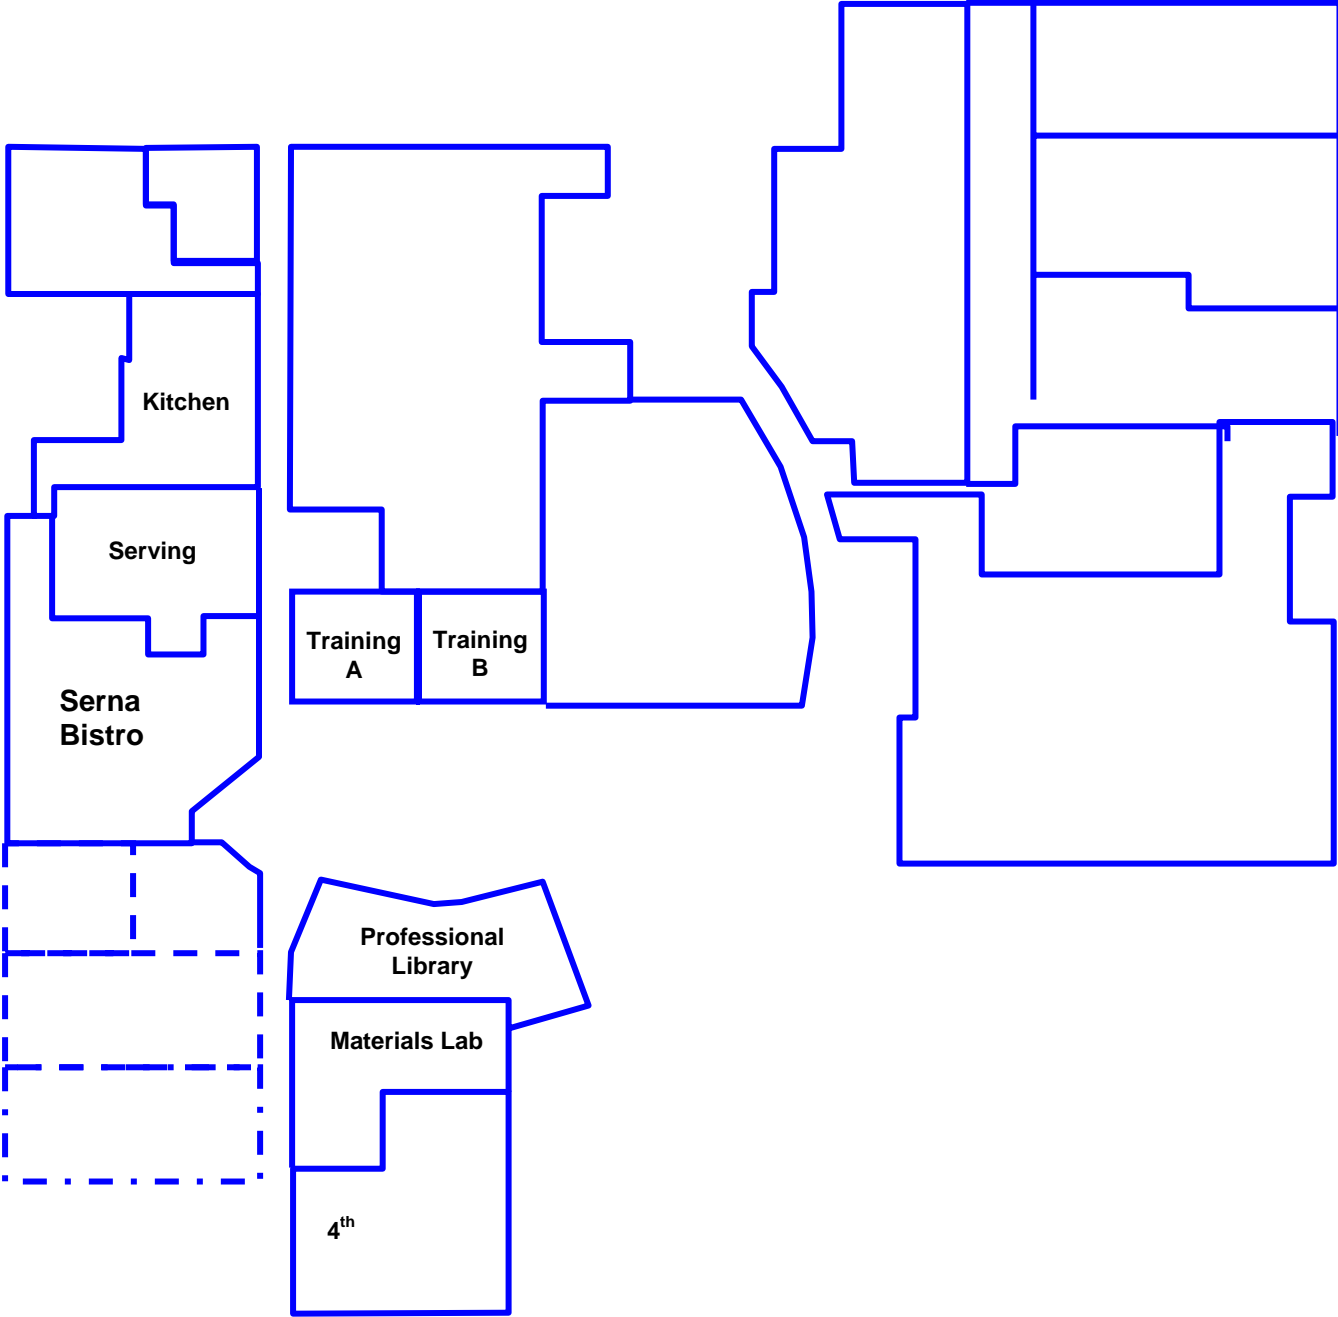 Kitchen
Serving
Serna
Bistro
Training
A
Training
B
Professional
Library
Materials Lab
4th